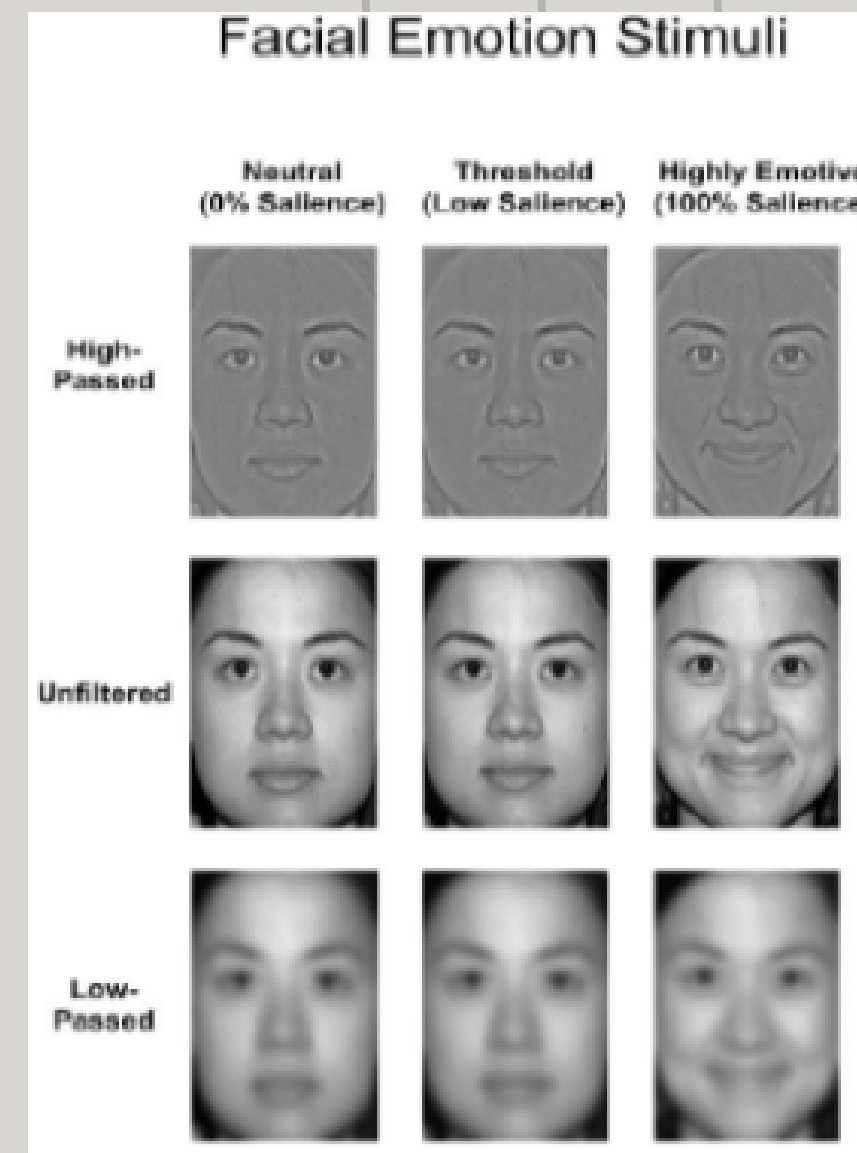 Facial Emotion Stimuli
Neutral Threshold Highly Emotive
(0% Salience) (Low Salience) (100% Salience
High-
Passed
Unfiltered
Low-
Passed